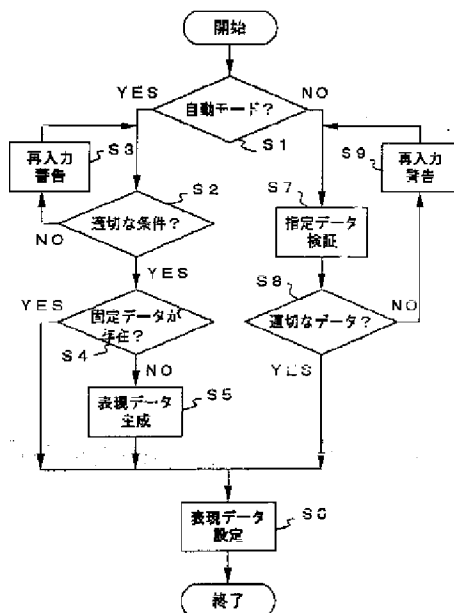 開始
YES
NO
自動モード?
S1
再入力
警告
S3
S9
再入力
警告
S2
適切な条件?
NO
YES
S7
指定データ
検証
S8
適切なデータ?
NO
YES
YES
固定データが
存在?
S4
NO
表現データ
生成
S5
表現データ
設定
S6
終了